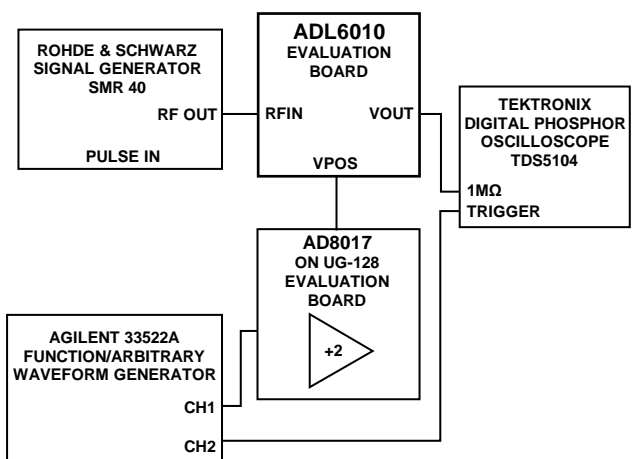 ROHDE & SCHWARZ
SIGNAL GENERATOR
SMR 40
RF OUT
PULSE IN
ADL6010
EVALUATION
BOARD
RFIN
VOUT
VPOS
TEKTRONIX
DIGITAL PHOSPHOR
OSCILLOSCOPE
TDS5104
1MΩ
TRIGGER
AD8017
ON UG-128
EVALUATION
BOARD
+2
AGILENT 33522A
FUNCTION/ARBITRARY
WAVEFORM GENERATOR
CH1
CH2